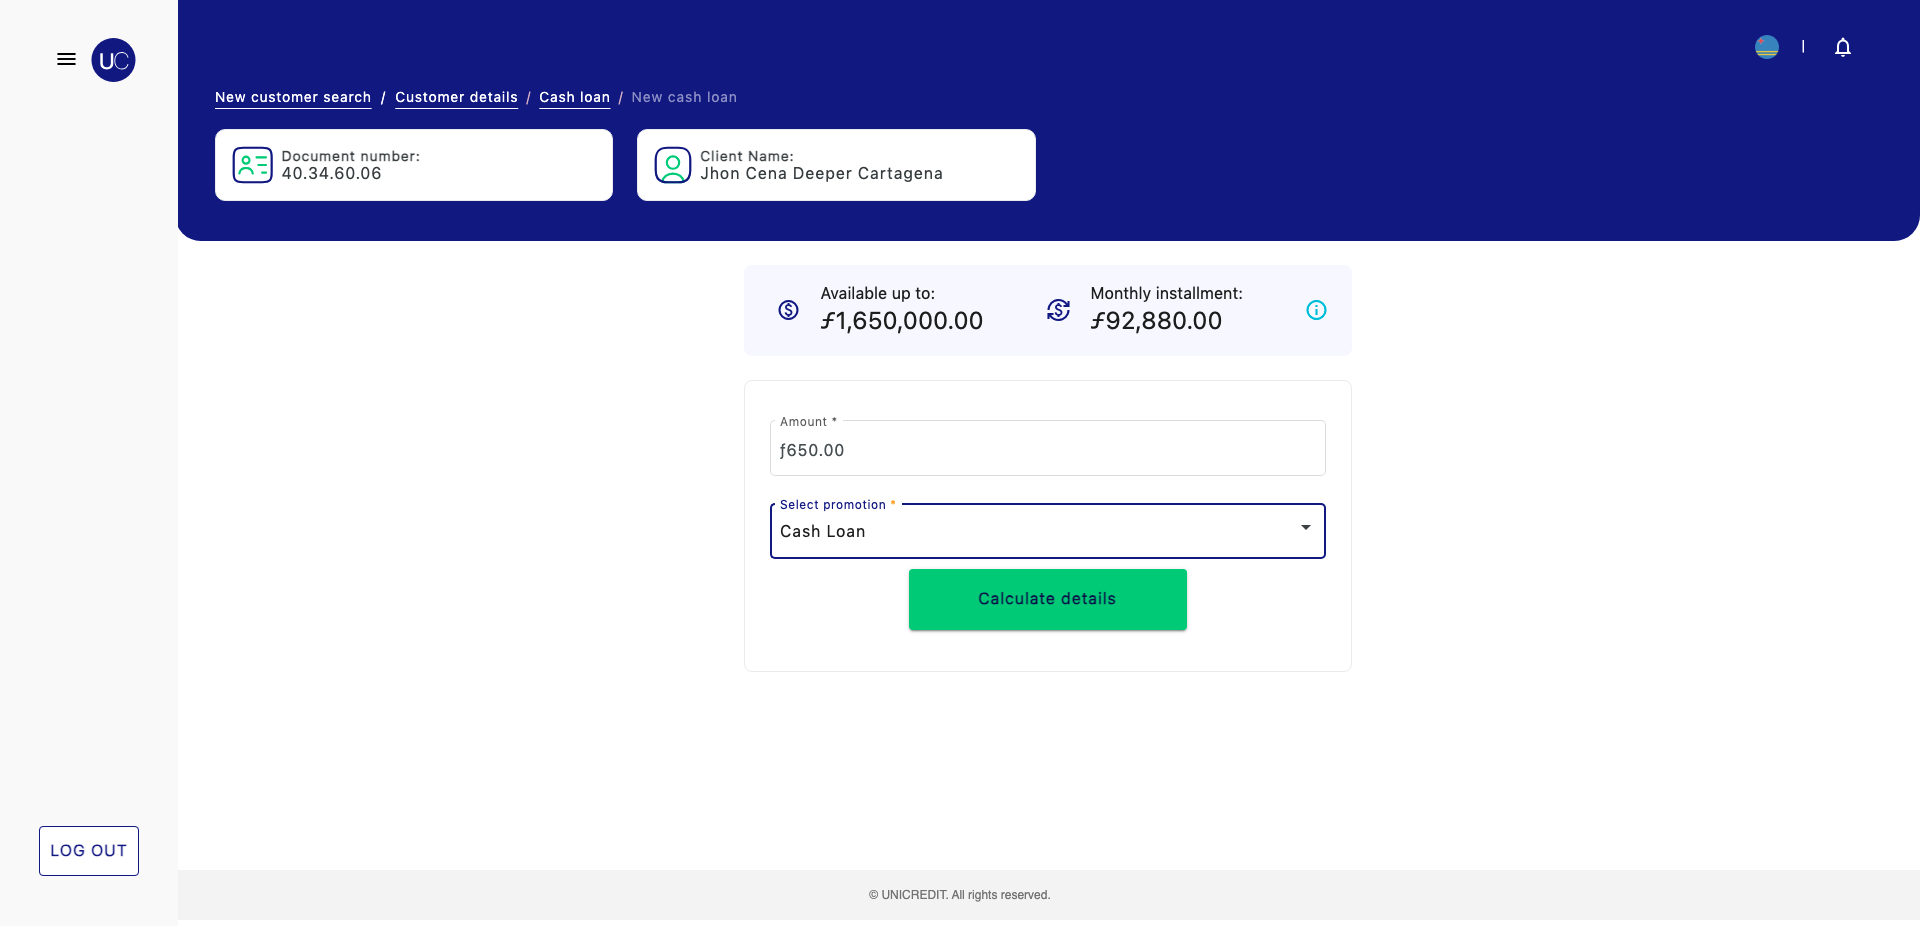 UC
New customer search / Customer details / Cash loan / New cash loan
Document number:
40.34.60.06
Client Name:
Jhon Cena Deeper Cartagena
Available up to:
ƒ1,650,000.00
Monthly installment:
ƒ92,880.00
Amount *
ƒ650.00
Select promotion *
Cash Loan
Calculate details
LOG OUT
© UNICREDIT. All rights reserved.